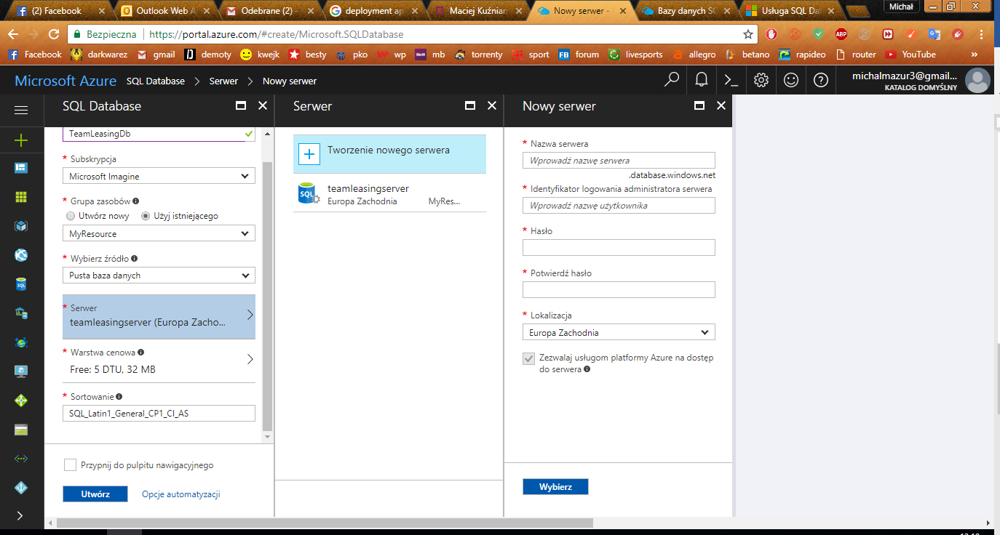 (2) Facebook
Outlook Web A
Odebrane (2) -
deployment ap
Maciej Kuźniar
Nowy serwer -
Bazy danych S
Usługa SQL Da
Michał
Bezpieczna
https://portal.azure.com/#create/Microsoft.SQLDatabase
ABP
Facebook
darkwarez
gmail
demoty
kwejk
besty
pko
wp
mb
torrenty
sport
FB
forum
livesports
allegro
betano
rapideo
router
YouTube
»
Microsoft Azure
SQL Database
Serwer
Nowy serwer
michalmazur3@gmail...
KATALOG DOMYŚLNY
SQL Database
TeamLeasingDb
* Subskrypcja
Microsoft Imagine
* Grupa zasobów
Utwórz nowy
Użyj istniejącego
MyResource
* Wybierz źródło
Pusta baza danych
* Serwer
teamleasingserver (Europa Zacho...
* Warstwa cenowa
Free: 5 DTU, 32 MB
* Sortowanie
SQL_Latin1_General_CP1_CI_AS
Przypnij do pulpitu nawigacyjnego
Utwórz
Opcje automatyzacji
Serwer
Tworzenie nowego serwera
SQL
teamleasingserver
Europa Zachodnia
MyRes...
Nowy serwer
* Nazwa serwera
Wprowadź nazwę serwera
.database.windows.net
* Identyfikator logowania administratora serwera
Wprowadź nazwę użytkownika
* Hasło
* Potwierdź hasło
* Lokalizacja
Europa Zachodnia
Zezwalaj usługom platformy Azure na dostęp
do serwera
Wybierz